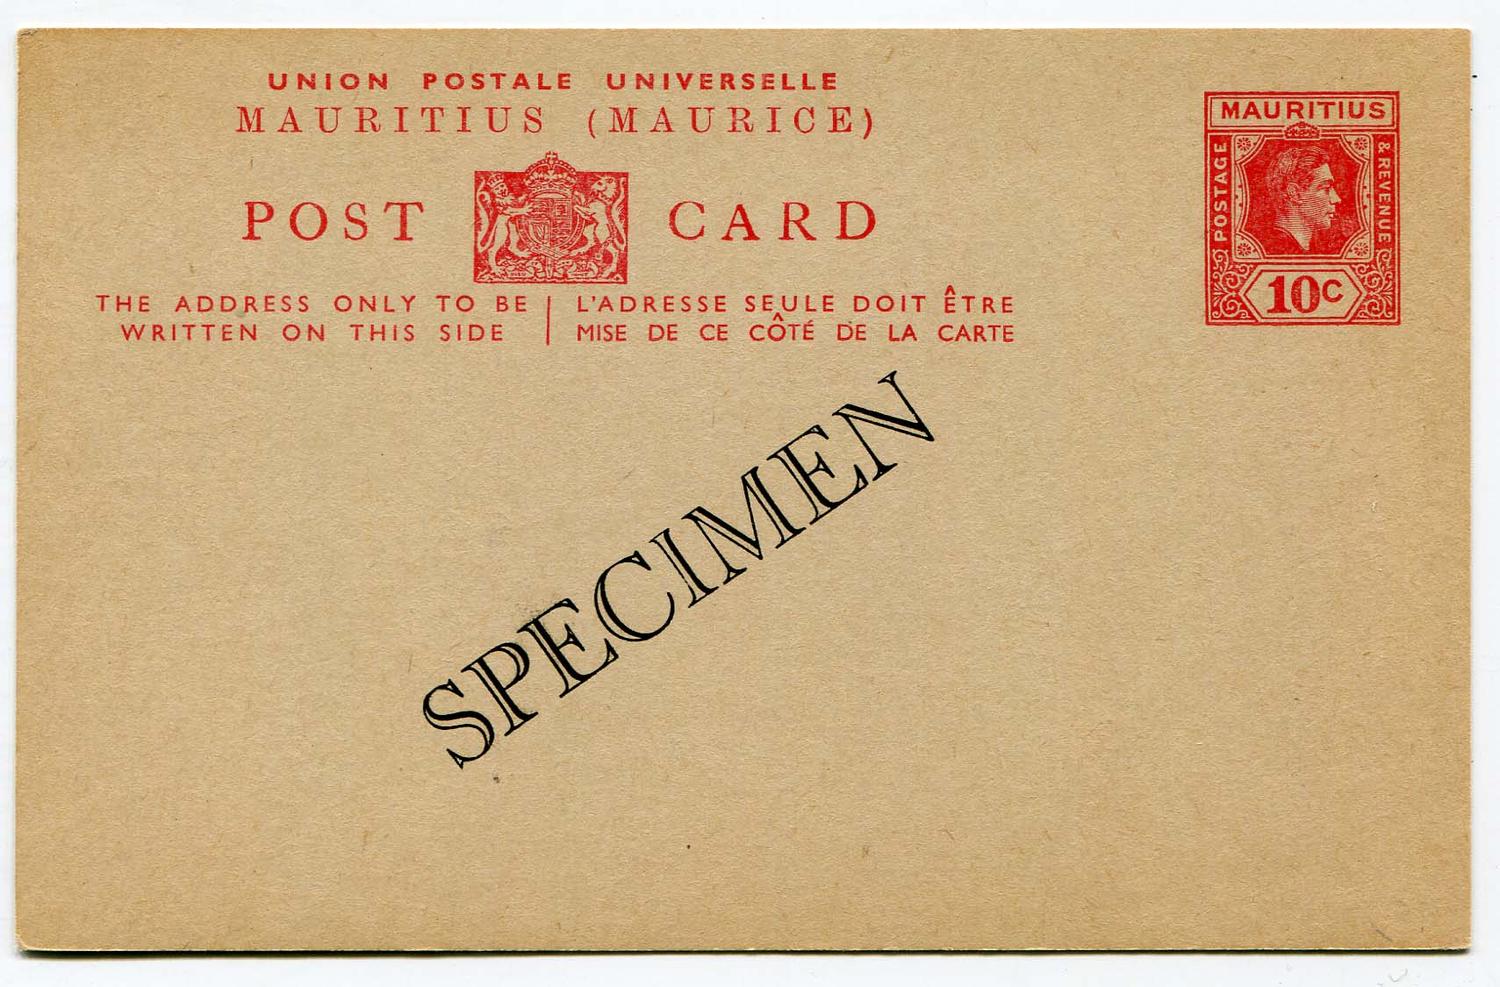 UNION POSTALE UNIVERSELLE
MAURITIUS (MAURICE)
POST CARD
THE ADDRESS ONLY TO BE
WRITTEN ON THIS SIDE
L'ADRESSE SEULE DOIT ÊTRE
MISE DE CE CÔTÉ DE LA CARTE
MAURITIUS
POSTAGE
& REVENUE
10C
SPECIMEN